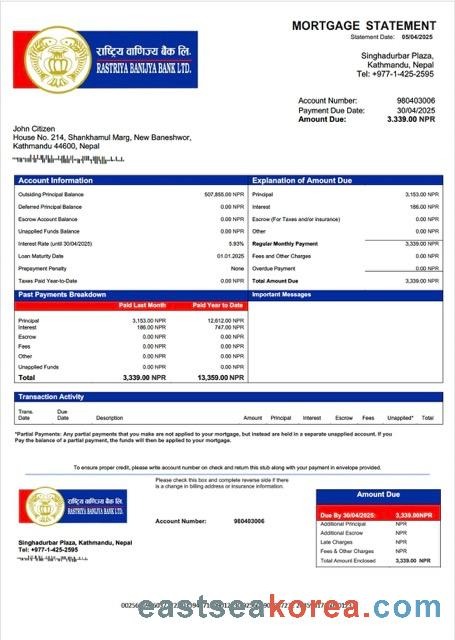 MORTGAGE STATEMENT
Statement Date: 05/04/2025
राष्ट्रिय वाणिज्य बैंक लि.
RASTRIYA BANIJYA BANK LTD.
Singhadurbar Plaza,
Kathmandu, Nepal
Tel: +977-1-425-2595
Account Number: 980403006
Payment Due Date: 30/04/2025
Amount Due: 3.339.00 NPR
John Citizen
House No. 214, Shankhamul Marg, New Baneshwor,
Kathmandu 44600, Nepal
Account Information
Outsiding Principal Balance 507,855.00 NPR
Deferred Principal Balance 0.00 NPR
Escrow Account Balance 0.00 NPR
Unapplied Funds Balance 0.00 NPR
Interest Rate (until 30/04/2025) 5.93%
Loan Maturity Date 01.01.2025
Prepayment Penalty None
Taxes Paid Year-to-Date 0.00 NPR
Explanation of Amount Due
Principal 3,153.00 NPR
Interest 186.00 NPR
Escrow (For Taxes and/or insurance) 0.00 NPR
Other 0.00 NPR
Regular Monthly Payment 3,339.00 NPR
Fees and Other Charges 0.00 NPR
Overdue Payment 0.00 NPR
Total Amount Due 3,339.00 NPR
Past Payments Breakdown
Paid Last Month Paid Year to Date
Principal 3,153.00 NPR 12,612.00 NPR
Interest 186.00 NPR 747.00 NPR
Escrow 0.00 NPR 0.00 NPR
Fees 0.00 NPR 0.00 NPR
Other 0.00 NPR 0.00 NPR
Unapplied Funds 0.00 NPR 0.00 NPR
Total 3,339.00 NPR 13,359.00 NPR
Important Messages
Transaction Activity
Trans. Date Due Date Description Amount Principal Interest Escrow Fees Unapplied* Total
*Partial Payments: Any partial payments that you make are not applied to your mortgage, but instead are held in a separate unapplied account. If you
Pay the balance of a partial payment, the funds will then be applied to your mortgage.
To ensure proper credit, please write account number on check and return this stub along with your payment in envelope provided.
राष्ट्रिय वाणिज्य बैंक लि.
RASTRIYA BANIJYA BANK LTD.
Please check this box and complete reverse side if there
is a change in billing address or insurance information.
Account Number: 980403006
Singhadurbar Plaza, Kathmandu, Nepal
Tel: +977-1-425-2595
Amount Due
Due By 30/04/2025: 3,339.00NPR
Additional Principal NPR
Additional Escrow NPR
Late Charges NPR
Fees & Other Charges NPR
Total Amount Enclosed 3,339.00 NPR
eastseakorea.com